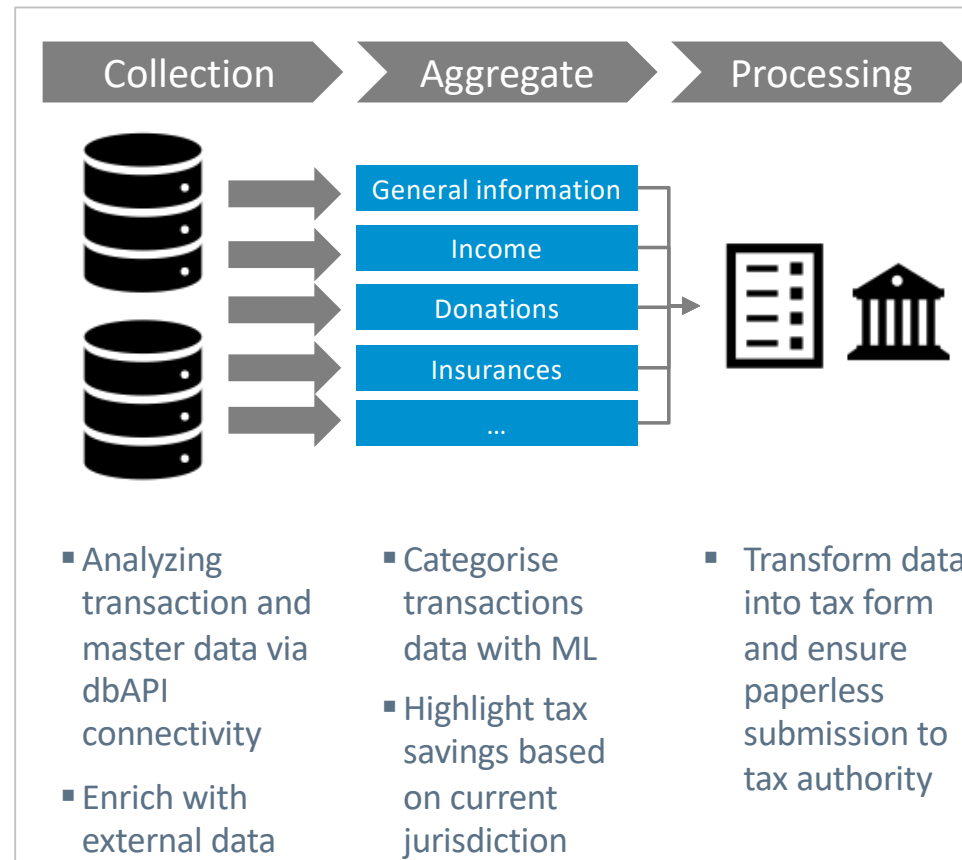 Collection
Aggregate
Processing
General information
Income
Donations
Insurances
...
▪ Analyzing
transaction and
master data via
dbAPI
connectivity
▪ Enrich with
external data
▪ Categorise
transactions
data with ML
▪ Highlight tax
savings based
on current
jurisdiction
▪ Transform data
into tax form
and ensure
paperless
submission to
tax authority